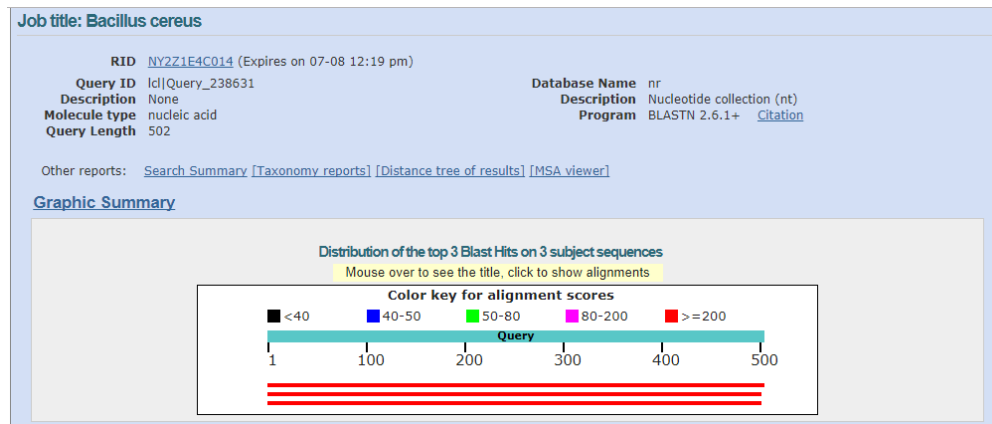 Job title: Bacillus cereus
RID NY2Z1E4C014 (Expires on 07-08 12:19 pm)
Query ID lcl|Query_238631
Description None
Molecule type nucleic acid
Query Length 502
Database Name nr
Description Nucleotide collection (nt)
Program BLASTN 2.6.1+ Citation
Other reports: Search Summary [Taxonomy reports] [Distance tree of results] [MSA viewer]
Graphic Summary
Distribution of the top 3 Blast Hits on 3 subject sequences
Mouse over to see the title, click to show alignments
Color key for alignment scores
<40 40-50 50-80 80-200 >=200
Query
1 100 200 300 400 500